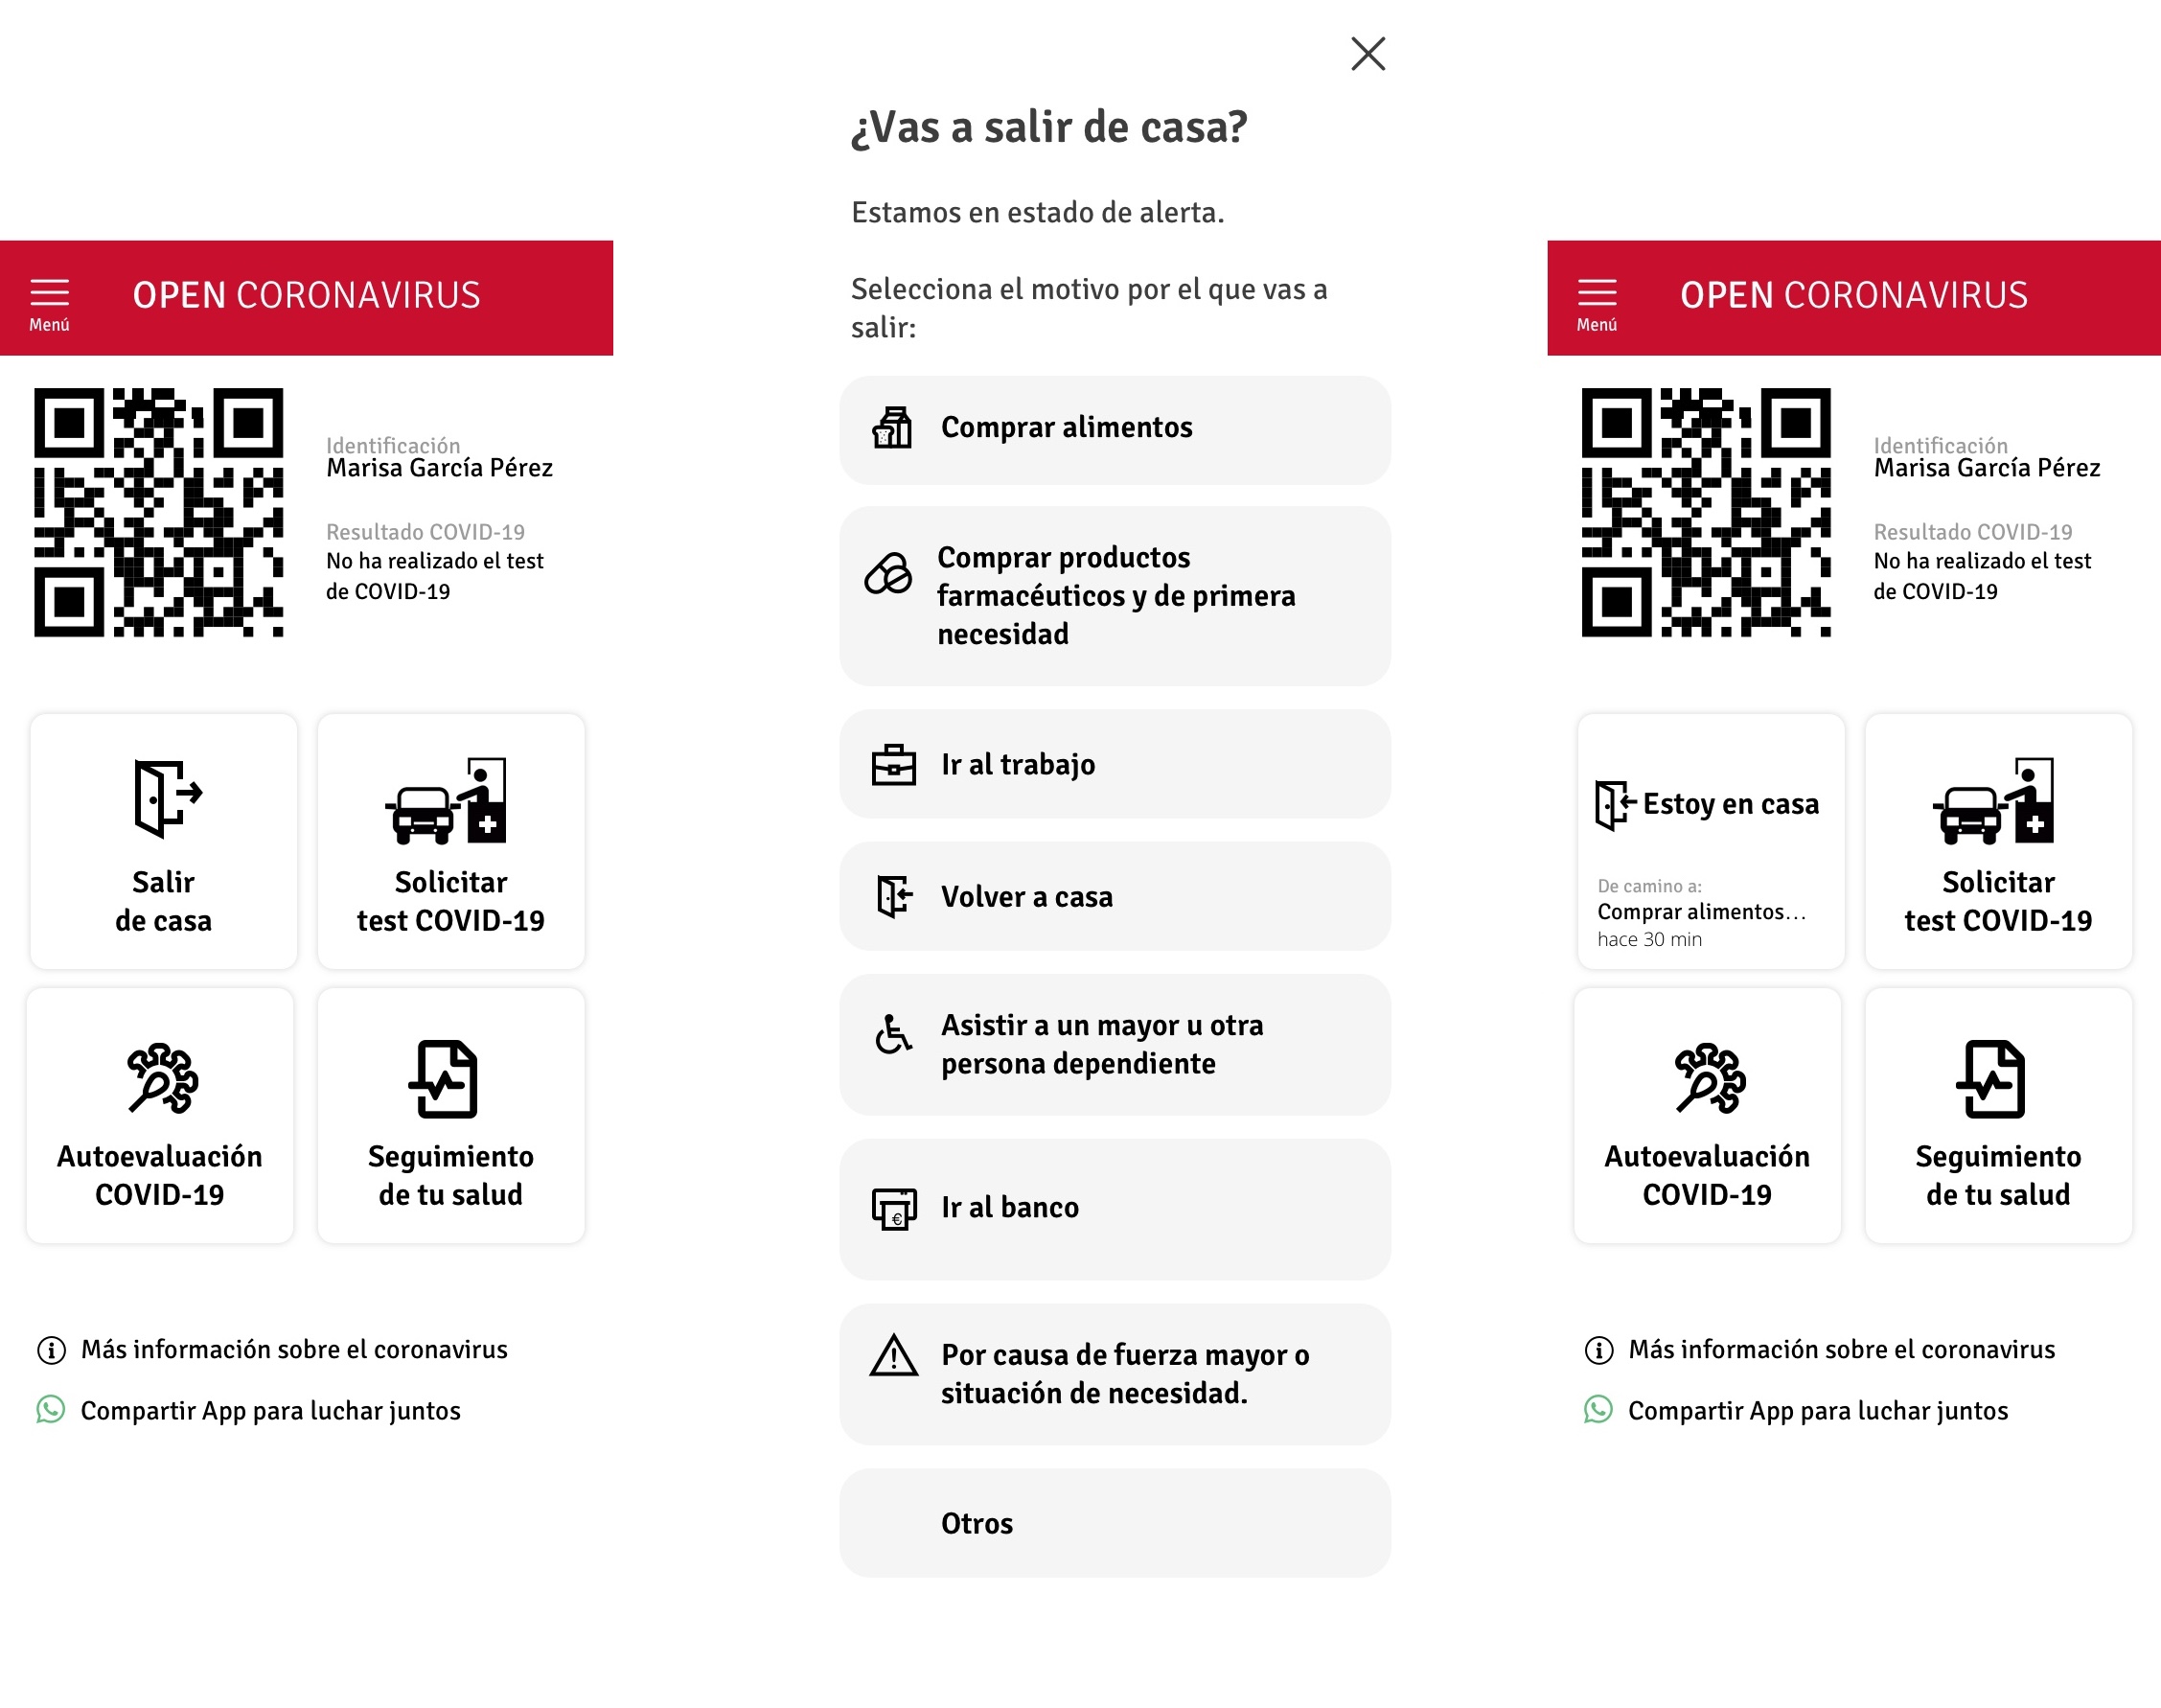 OPEN CORONAVIRUS
Menú
Identificación
Marisa García Pérez
Resultado COVID-19
No ha realizado el test
de COVID-19
Salir
de casa
Solicitar
test COVID-19
Autoevaluación
COVID-19
Seguimiento
de tu salud
Más información sobre el coronavirus
Compartir App para luchar juntos
¿Vas a salir de casa?
Estamos en estado de alerta.
Selecciona el motivo por el que vas a
salir:
Comprar alimentos
Comprar productos
farmacéuticos y de primera
necesidad
Ir al trabajo
Volver a casa
Asistir a un mayor u otra
persona dependiente
€
Ir al banco
Por causa de fuerza mayor o
situación de necesidad.
Otros
OPEN CORONAVIRUS
Menú
Identificación
Marisa García Pérez
Resultado COVID-19
No ha realizado el test
de COVID-19
Estoy en casa
De camino a:
Comprar alimentos...
hace 30 min
Solicitar
test COVID-19
Autoevaluación
COVID-19
Seguimiento
de tu salud
Más información sobre el coronavirus
Compartir App para luchar juntos